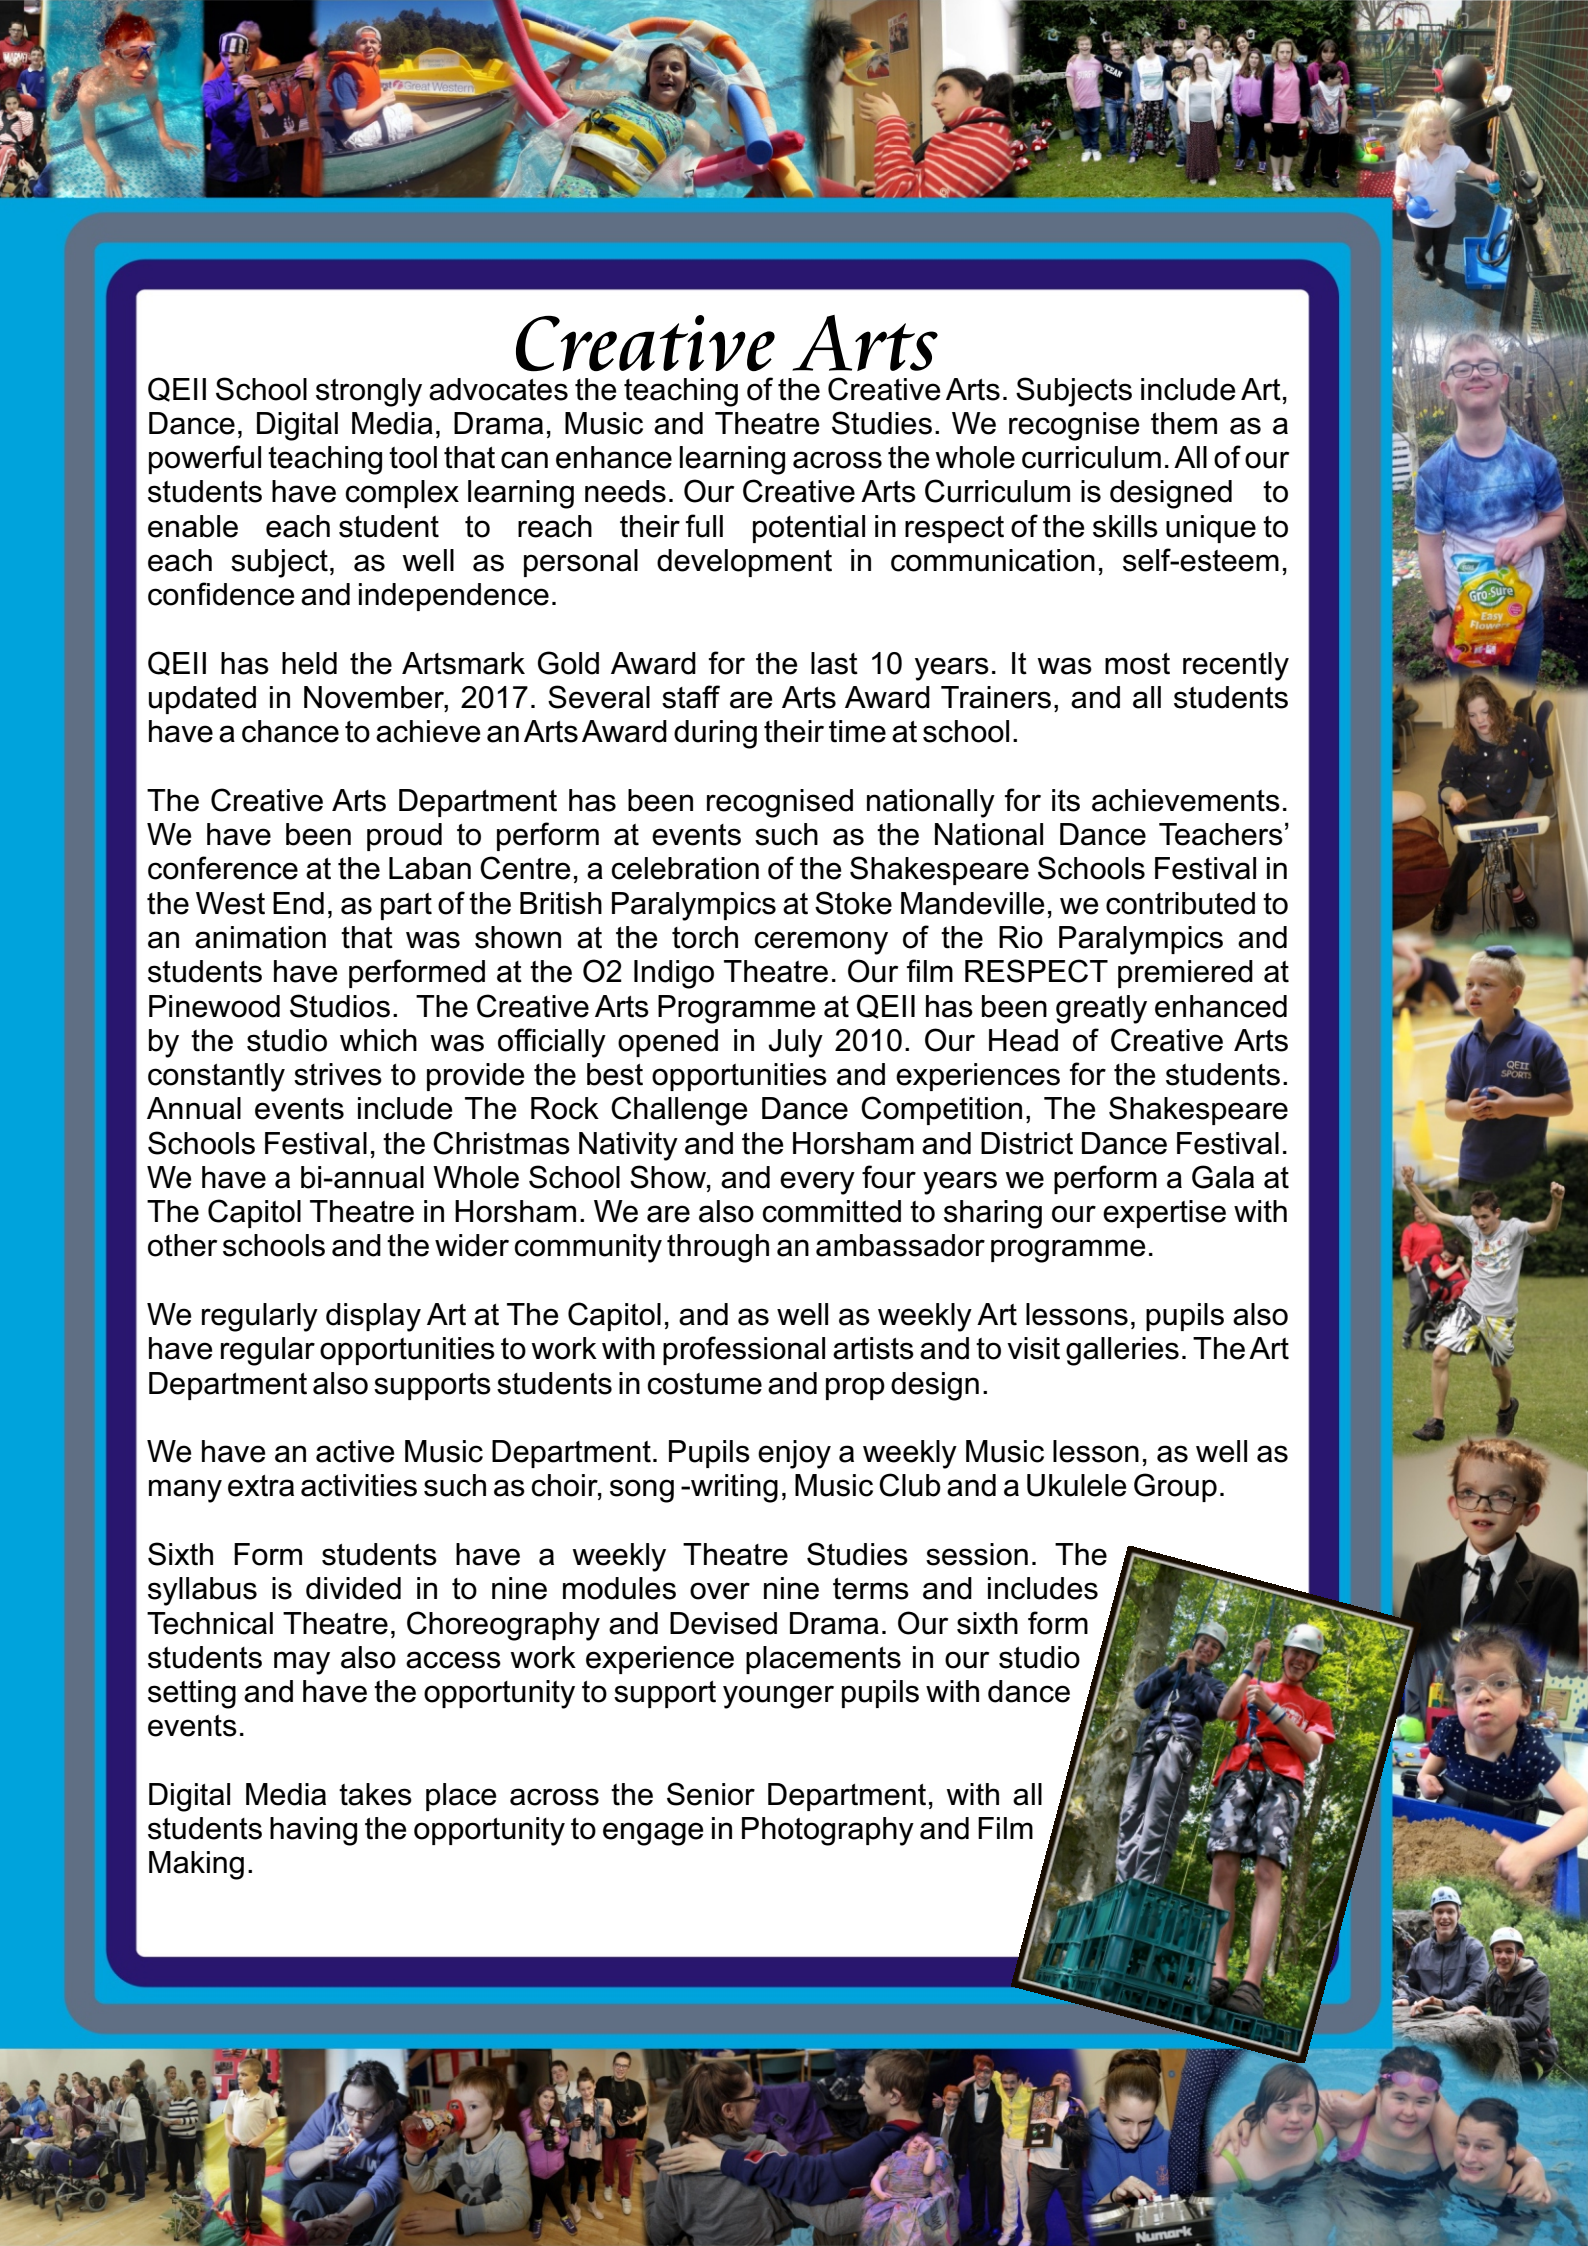 Great Western
Creative Arts
QEII School strongly advocates the teaching of the Creative Arts. Subjects include Art,
Dance, Digital Media, Drama, Music and Theatre Studies. We recognise them as a
powerful teaching tool that can enhance learning across the whole curriculum. All of our
students have complex learning needs. Our Creative Arts Curriculum is designed to
enable each student to reach their full potential in respect of the skills unique to
each subject, as well as personal development in communication, self-esteem,
confidence and independence.
QEII has held the Artsmark Gold Award for the last 10 years. It was most recently
updated in November, 2017. Several staff are Arts Award Trainers, and all students
have a chance to achieve an Arts Award during their time at school.
The Creative Arts Department has been recognised nationally for its achievements.
We have been proud to perform at events such as the National Dance Teachers’
conference at the Laban Centre, a celebration of the Shakespeare Schools Festival in
the West End, as part of the British Paralympics at Stoke Mandeville, we contributed to
an animation that was shown at the torch ceremony of the Rio Paralympics and
students have performed at the O2 Indigo Theatre. Our film RESPECT premiered at
Pinewood Studios. The Creative Arts Programme at QEII has been greatly enhanced
by the studio which was officially opened in July 2010. Our Head of Creative Arts
constantly strives to provide the best opportunities and experiences for the students.
Annual events include The Rock Challenge Dance Competition, The Shakespeare
Schools Festival, the Christmas Nativity and the Horsham and District Dance Festival.
We have a bi-annual Whole School Show, and every four years we perform a Gala at
The Capitol Theatre in Horsham. We are also committed to sharing our expertise with
other schools and the wider community through an ambassador programme.
We regularly display Art at The Capitol, and as well as weekly Art lessons, pupils also
have regular opportunities to work with professional artists and to visit galleries. The Art
Department also supports students in costume and prop design.
We have an active Music Department. Pupils enjoy a weekly Music lesson, as well as
many extra activities such as choir, song -writing, Music Club and a Ukulele Group.
Sixth Form students have a weekly Theatre Studies session. The
syllabus is divided in to nine modules over nine terms and includes
Technical Theatre, Choreography and Devised Drama. Our sixth form
students may also access work experience placements in our studio
setting and have the opportunity to support younger pupils with dance
events.
Digital Media takes place across the Senior Department, with all
students having the opportunity to engage in Photography and Film
Making.
Gro-Sure
Easy
QEII
SPORTS
Numark